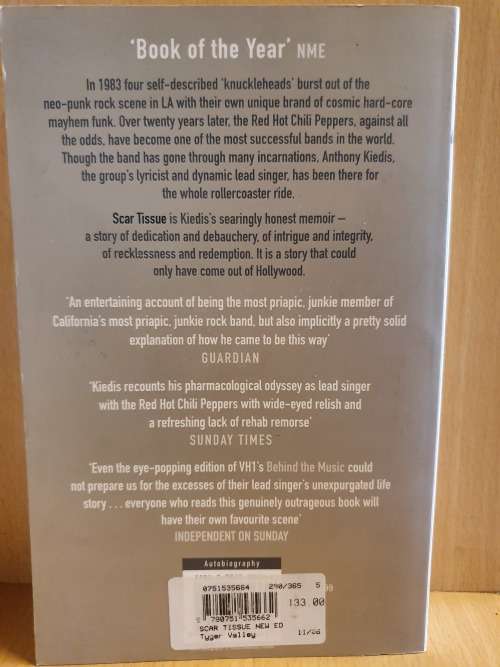 ‘Book of the Year’ NME
In 1983 four self-described ‘knuckleheads’ burst out of the
neo-punk rock scene in LA with their own unique brand of cosmic hard-core
mayhem funk. Over twenty years later, the Red Hot Chili Peppers, against all
the odds, have become one of the most successful bands in the world.
Though the band has gone through many incarnations, Anthony Kiedis,
the group’s lyricist and dynamic lead singer, has been there for
the whole rollercoaster ride.
Scar Tissue is Kiedis’s searingly honest memoir –
a story of dedication and debauchery, of intrigue and integrity,
of recklessness and redemption. It is a story that could
only have come out of Hollywood.
‘An entertaining account of being the most priapic, junkie member of
California’s most priapic, junkie rock band, but also implicitly a pretty solid
explanation of how he came to be this way’
GUARDIAN
‘Kiedis recounts his pharmacological odyssey as lead singer
with the Red Hot Chili Peppers with wide-eyed relish and
a refreshing lack of rehab remorse’
SUNDAY TIMES
‘Even the eye-popping edition of VH1’s Behind the Music could
not prepare us for the excesses of their lead singer’s unexpurgated life
story . . . everyone who reads this genuinely outrageous book will
have their own favourite scene’
INDEPENDENT ON SUNDAY
Autobiography
0751535664 290/365 5
133.00
9 780751 535662
SCAR TISSUE NEW ED
Tyger Valley 11/06